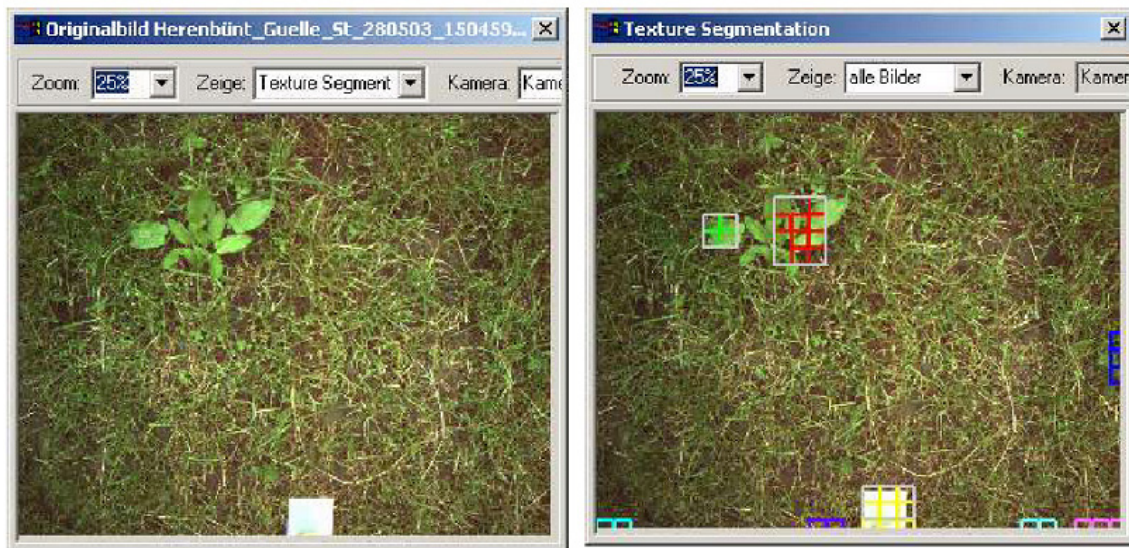 Originalbild Herenbünt_Guelle_St_280503_150459...
Zoom: 25% Zeige: Texture Segment Kamera: Kame
Texture Segmentation
Zoom: 25% Zeige: alle Bilder Kamera: Kamer